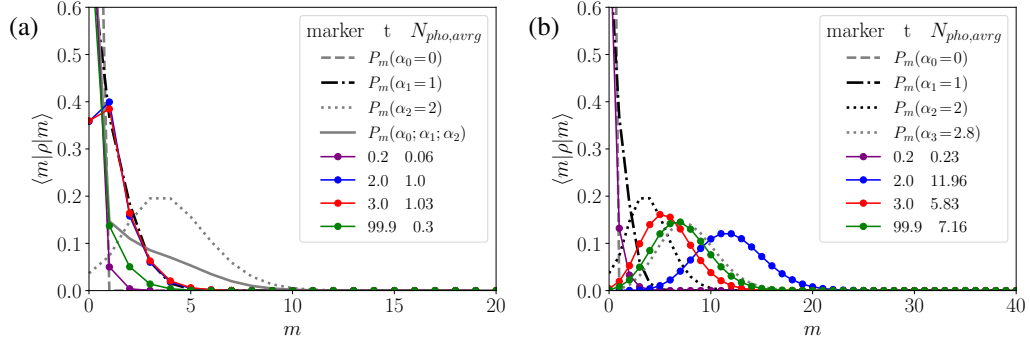 (a)
0.6
0.5
0.4
0.3
0.2
0.1
0.0
⟨m|ρ|m⟩
0 5 10 15 20
m
marker t N_{pho,avrg}
P_m(α_0=0)
P_m(α_1=1)
P_m(α_2=2)
P_m(α_0; α_1; α_2)
0.2 0.06
2.0 1.0
3.0 1.03
99.9 0.3
(b)
0.6
0.5
0.4
0.3
0.2
0.1
0.0
⟨m|ρ|m⟩
0 10 20 30 40
m
marker t N_{pho,avrg}
P_m(α_0=0)
P_m(α_1=1)
P_m(α_2=2)
P_m(α_3=2.8)
0.2 0.23
2.0 11.96
3.0 5.83
99.9 7.16